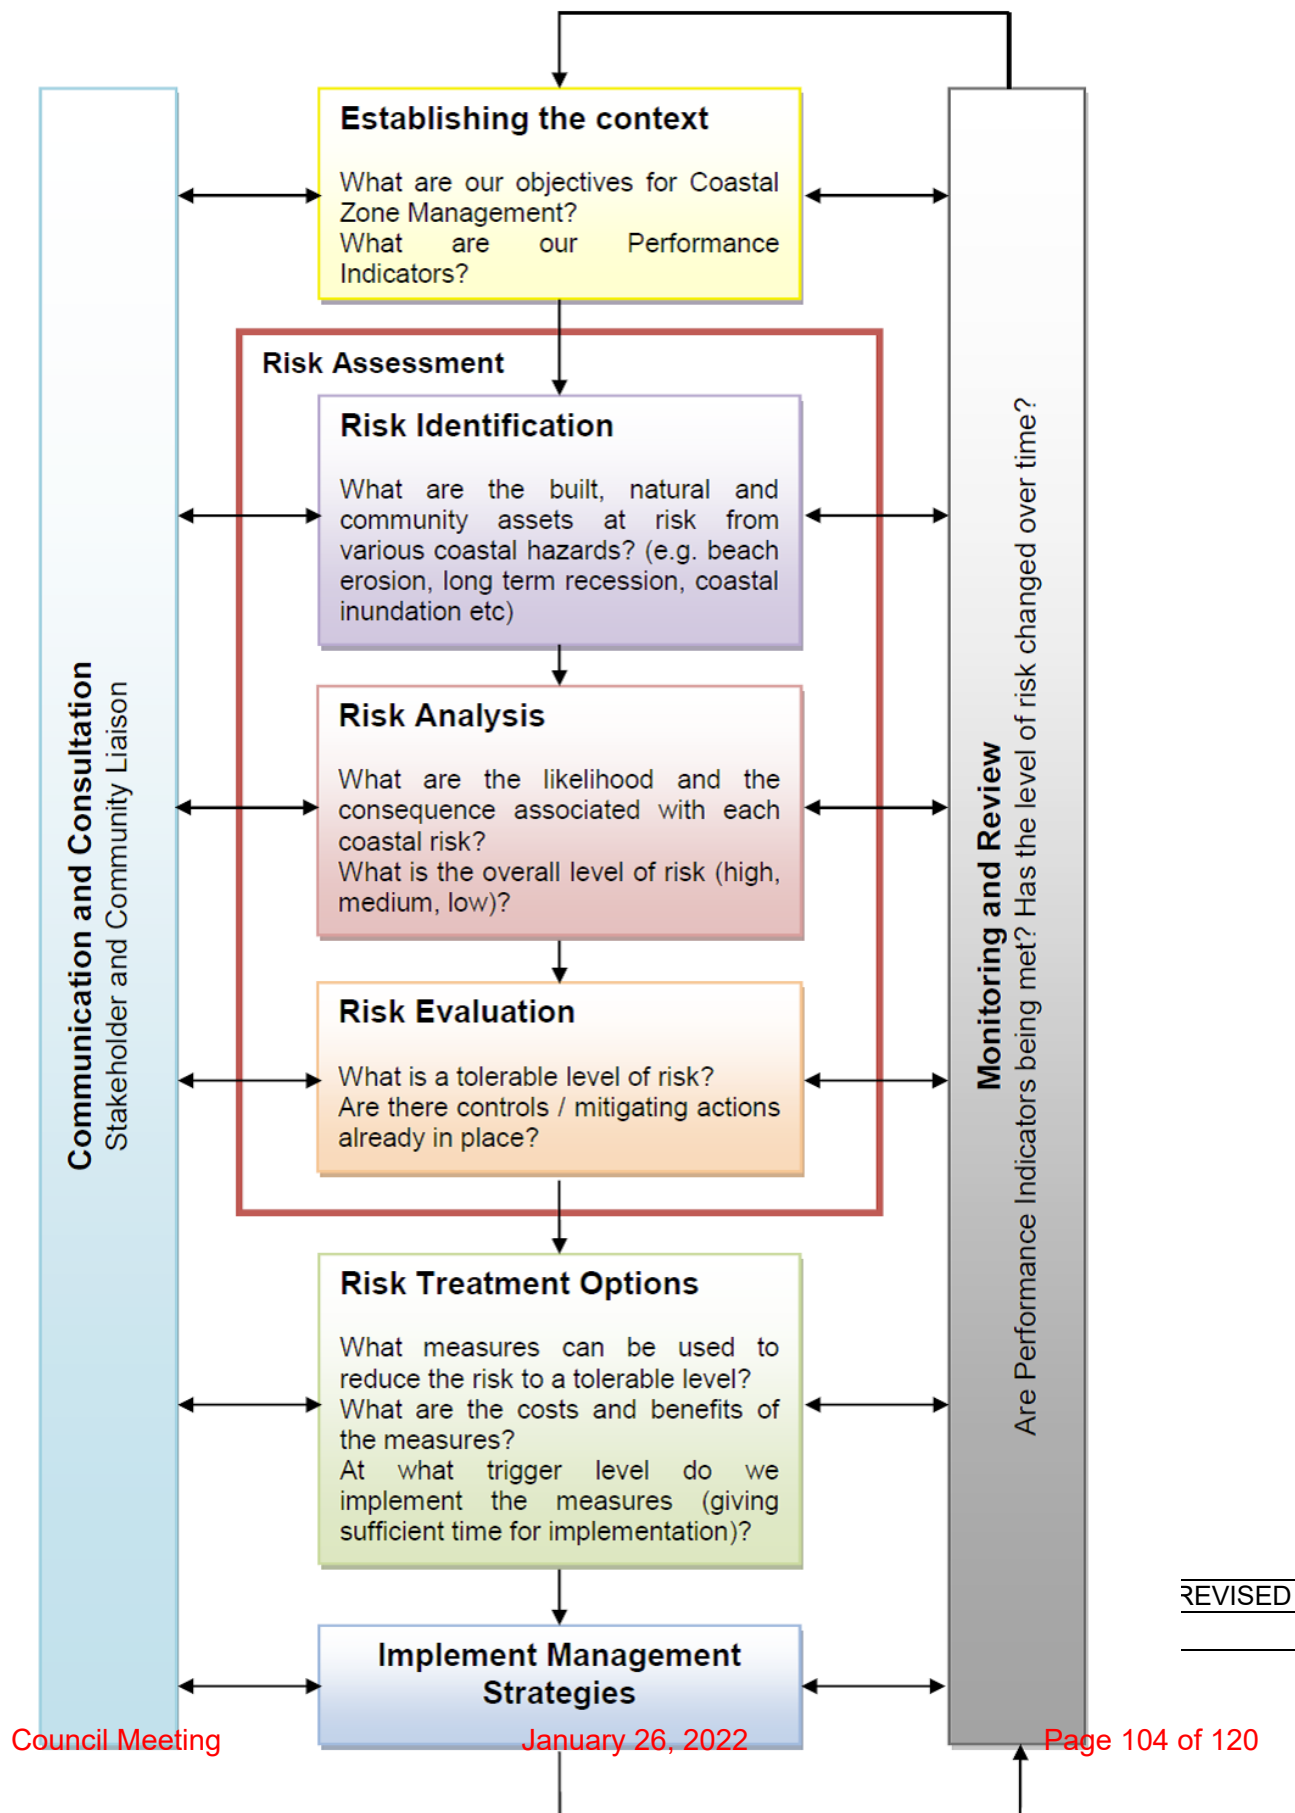 Establishing the context
What are our objectives for Coastal
Zone Management?
What are our Performance
Indicators?
Risk Assessment
Risk Identification
What are the built, natural and
community assets at risk from
various coastal hazards? (e.g. beach
erosion, long term recession, coastal
inundation etc)
Risk Analysis
What are the likelihood and the
consequence associated with each
coastal risk?
What is the overall level of risk (high,
medium, low)?
Risk Evaluation
What is a tolerable level of risk?
Are there controls / mitigating actions
already in place?
Risk Treatment Options
What measures can be used to
reduce the risk to a tolerable level?
What are the costs and benefits of
the measures?
At what trigger level do we
implement the measures (giving
sufficient time for implementation)?
Implement Management
Strategies
Communication and Consultation
Stakeholder and Community Liaison
Monitoring and Review
Are Performance Indicators being met? Has the level of risk changed over time?
REVISED
Council Meeting January 26, 2022 Page 104 of 120